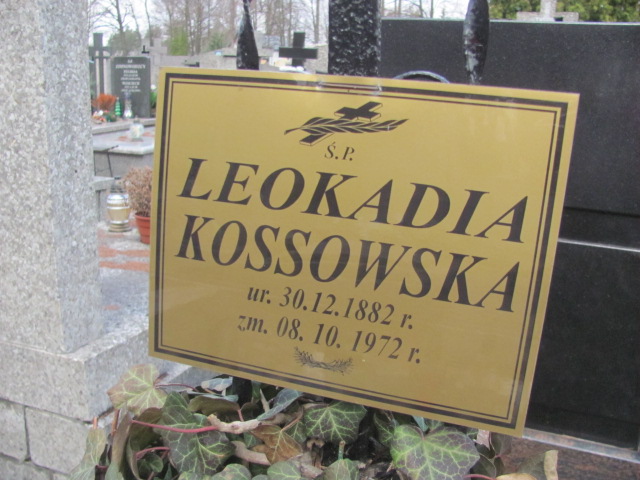 Ś.P.
LEOKADIA
KOSSOWSKA
ur. 30.12.1882 r.
zm. 08.10.1972 r.